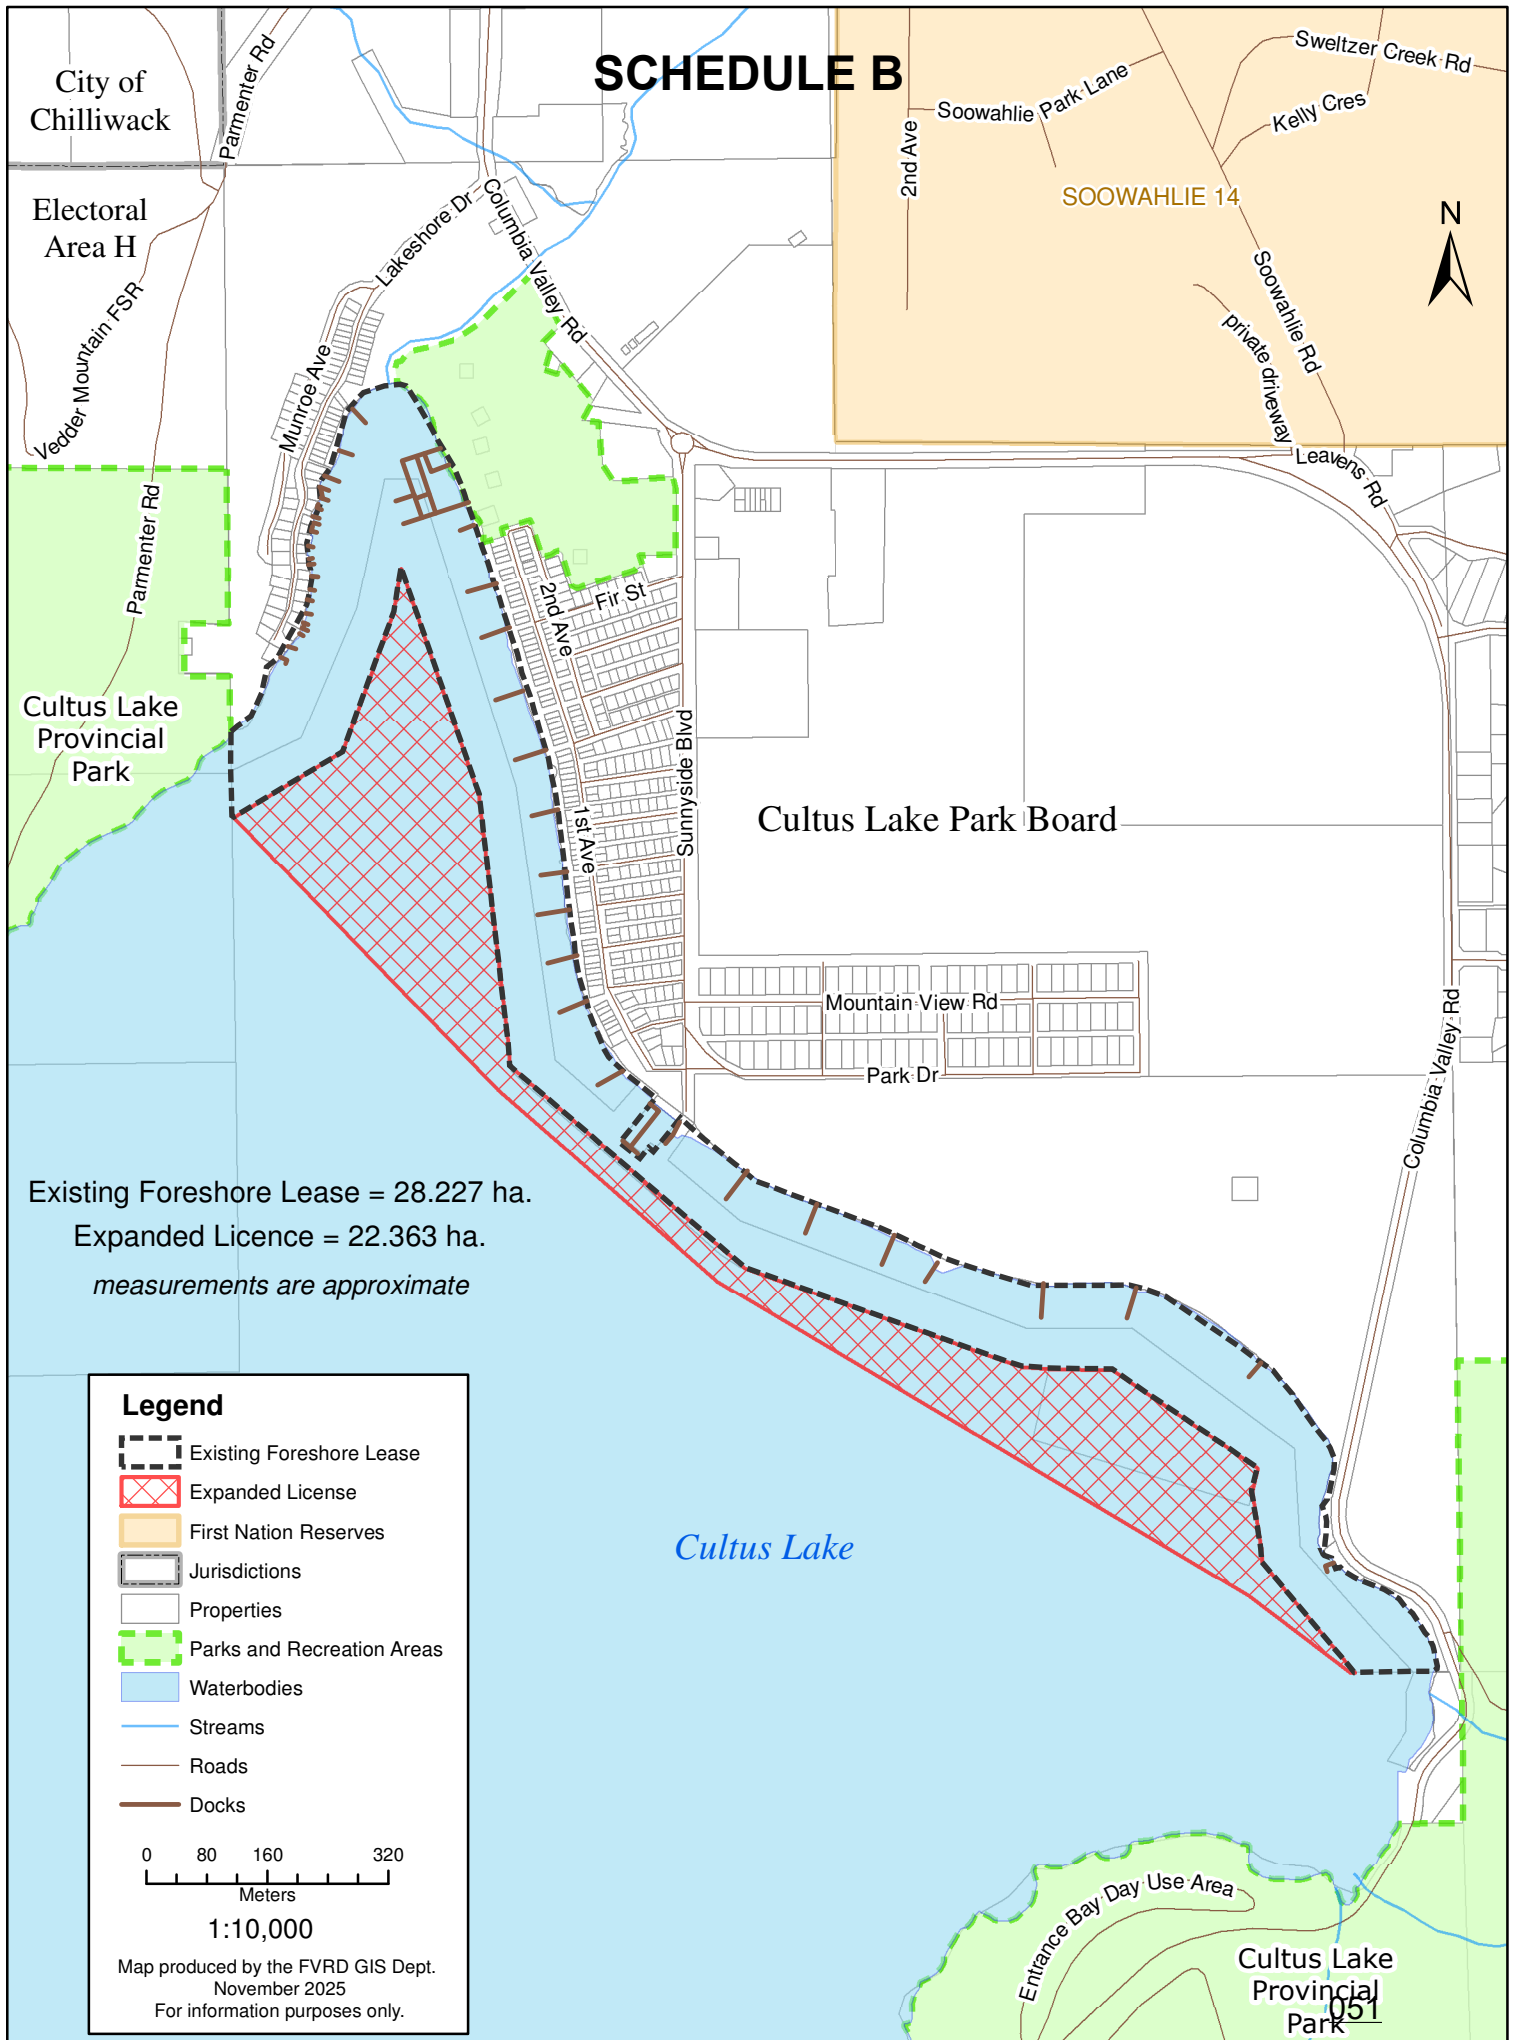 SCHEDULE B
City of
Chilliwack
Parmenter Rd
Electoral
Area H
Vedder Mountain FSR
Parmenter Rd
Munroe Ave
Lakeshore Dr
Columbia Valley Rd
2nd Ave
Soowahlie Park Lane
Sweltzer Creek Rd
Kelly Cres
SOOWAHLIE 14
N
Soowahlie Rd
private driveway
Leavens Rd
Cultus Lake
Provincial
Park
2nd Ave
Fir St
Sunnyside Blvd
1st Ave
Cultus Lake Park Board
Mountain View Rd
Park Dr
Columbia Valley Rd
Existing Foreshore Lease = 28.227 ha.
Expanded Licence = 22.363 ha.
measurements are approximate
Cultus Lake
Legend
Existing Foreshore Lease
Expanded License
First Nation Reserves
Jurisdictions
Properties
Parks and Recreation Areas
Waterbodies
Streams
Roads
Docks
0 80 160 320
Meters
1:10,000
Map produced by the FVRD GIS Dept.
November 2025
For information purposes only.
Entrance Bay Day Use Area
Cultus Lake
Provincial
Park
051